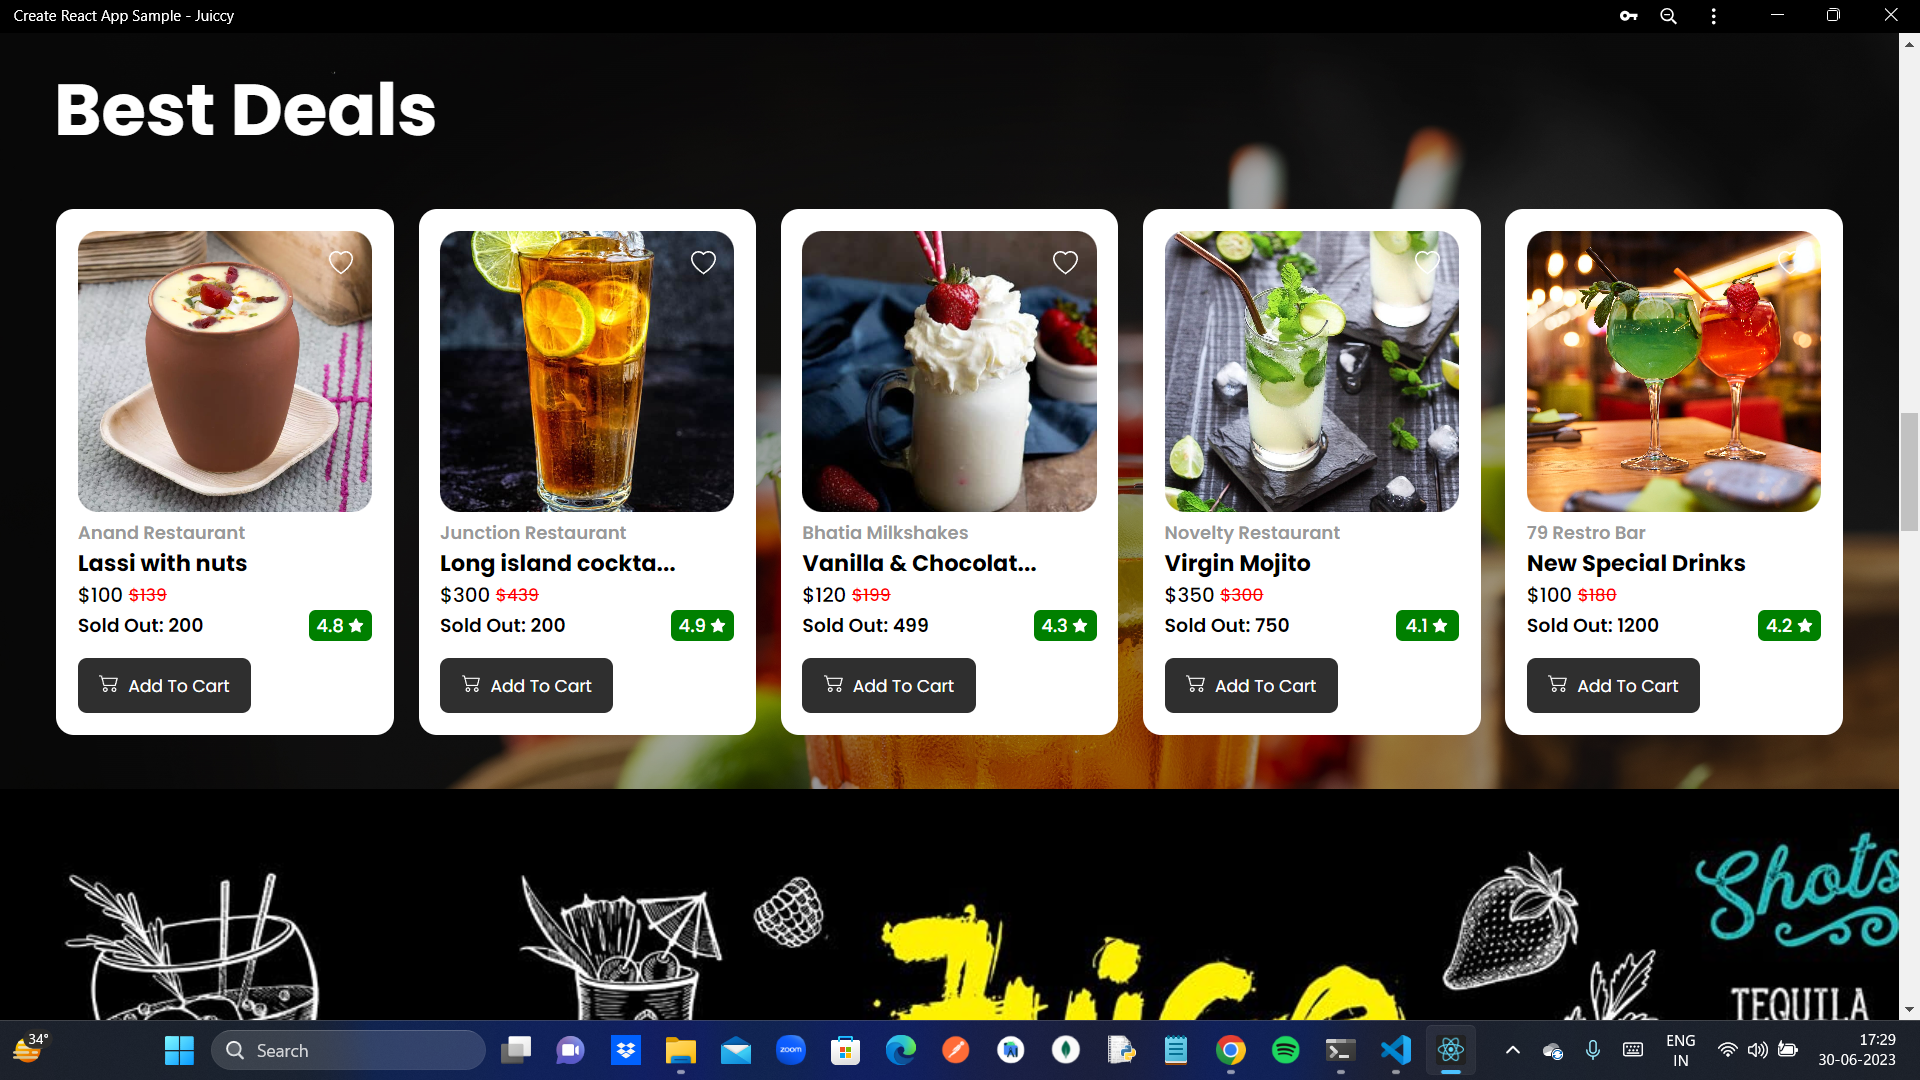 Create React App Sample - Juiccy
Best Deals
Anand Restaurant
Lassi with nuts
$100 $139
Sold Out: 200
4.8
Add To Cart
Junction Restaurant
Long island cockta...
$300 $439
Sold Out: 200
4.9
Add To Cart
Bhatia Milkshakes
Vanilla & Chocolat...
$120 $199
Sold Out: 499
4.3
Add To Cart
Novelty Restaurant
Virgin Mojito
$350 $300
Sold Out: 750
4.1
Add To Cart
79 Restro Bar
New Special Drinks
$100 $180
Sold Out: 1200
4.2
Add To Cart
Shots
Juice
TEQUILA
34°
Search
zoom
ENG
IN
17:29
30-06-2023